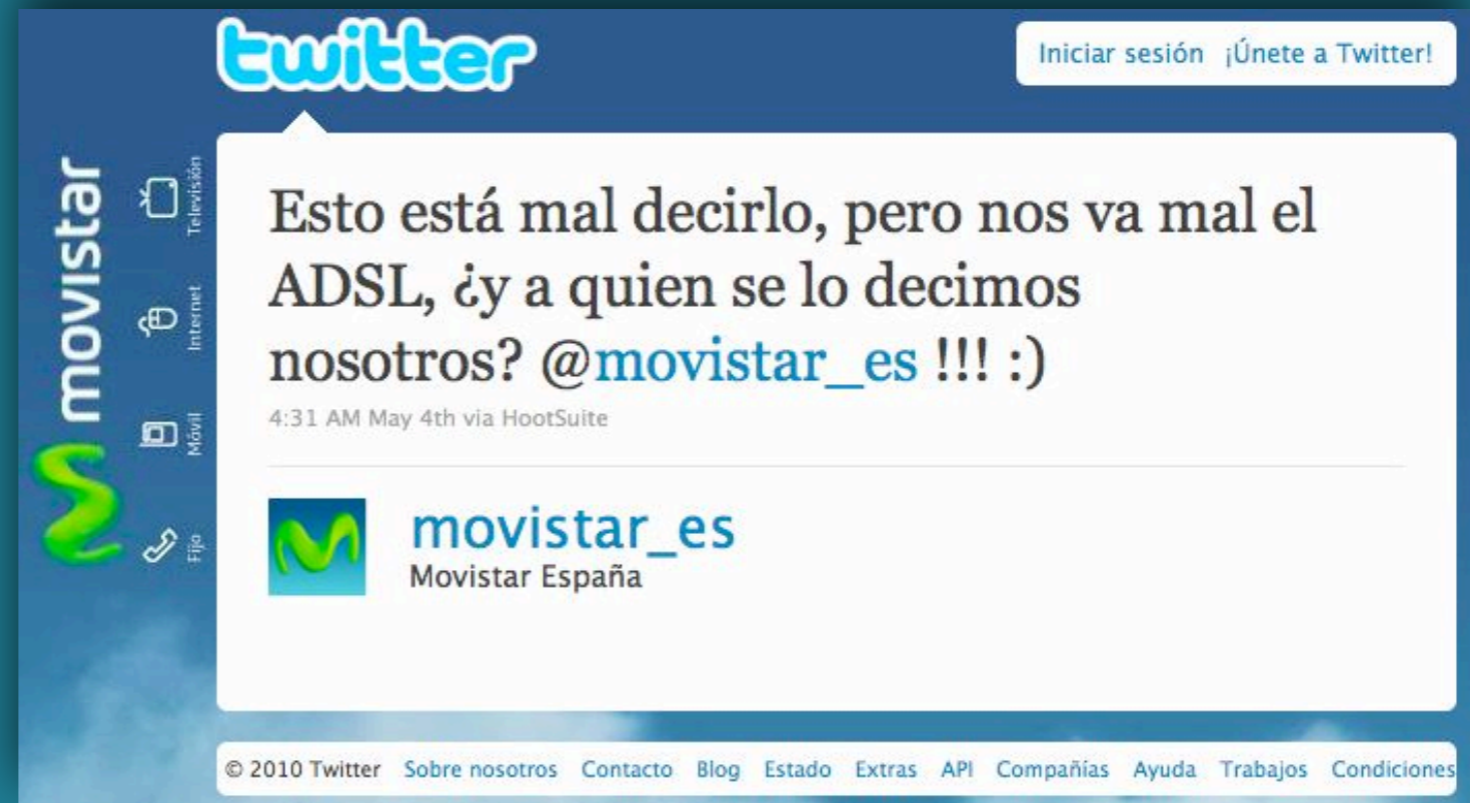 twitter
Iniciar sesión ¡Únete a Twitter!
movistar
Televisión
Internet
Móvil
Fijo
Esto está mal decirlo, pero nos va mal el
ADSL, ¿y a quien se lo decimos
nosotros? @movistar_es !!! :)
4:31 AM May 4th via HootSuite
movistar_es
Movistar España
© 2010 Twitter Sobre nosotros Contacto Blog Estado Extras API Compañías Ayuda Trabajos Condiciones